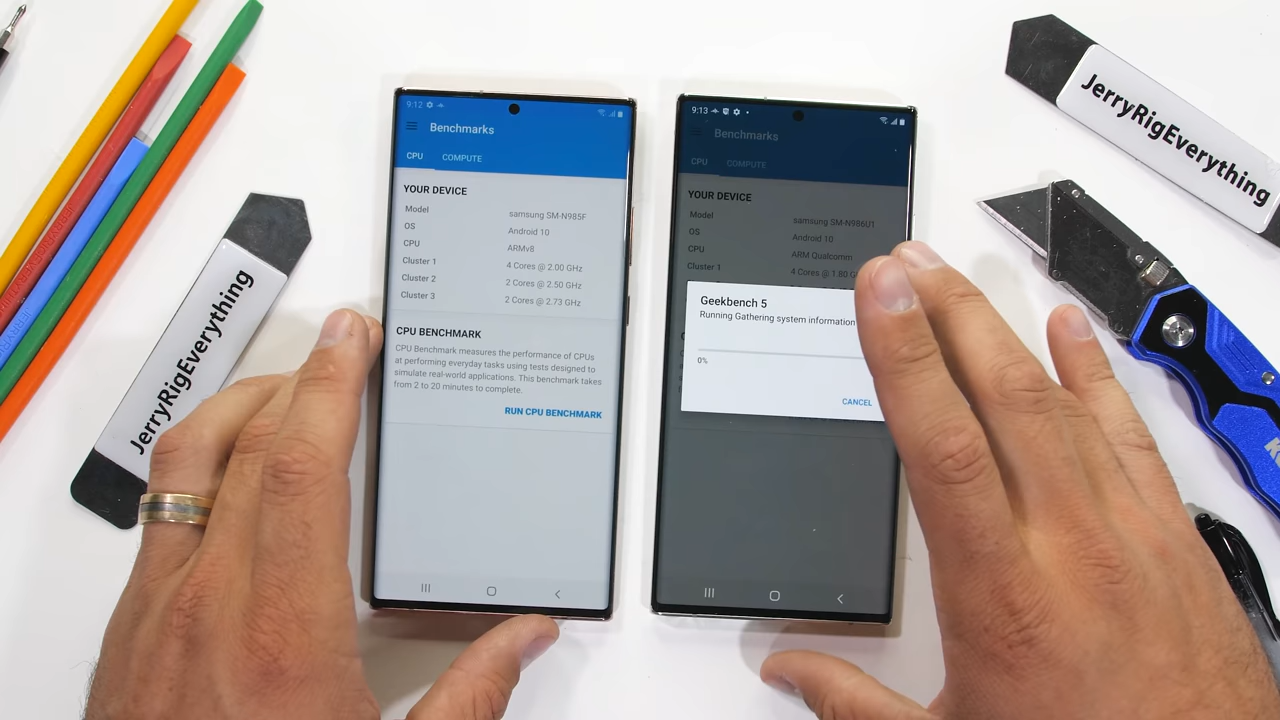 JerryRigEverything
JerryRigEverything
9:12
Benchmarks
CPU COMPUTE
YOUR DEVICE
Model samsung SM-N985F
OS Android 10
CPU ARMv8
Cluster 1 4 Cores @ 2.00 GHz
Cluster 2 2 Cores @ 2.50 GHz
Cluster 3 2 Cores @ 2.73 GHz
CPU BENCHMARK
CPU Benchmark measures the performance of CPUs
at performing everyday tasks using tests designed to
simulate real-world applications. This benchmark takes
from 2 to 20 minutes to complete.
RUN CPU BENCHMARK
9:13
Benchmarks
CPU COMPUTE
YOUR DEVICE
Model samsung SM-N986U1
OS Android 10
CPU ARM Qualcomm
Cluster 1 4 Cores @ 1.80
Geekbench 5
Running Gathering system information
0%
CANCEL